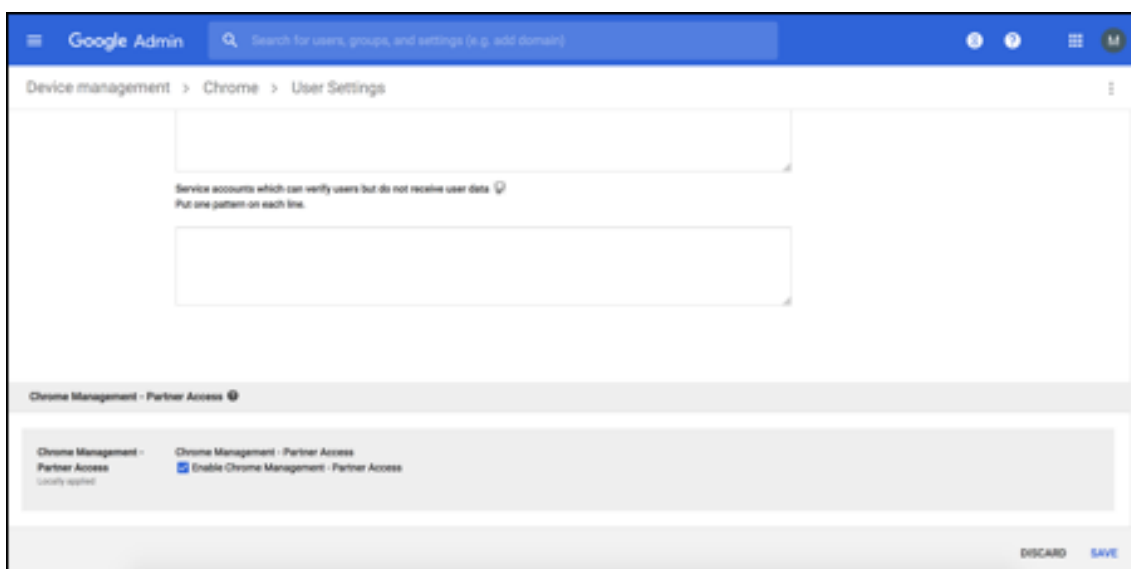 Google Admin
Search for users, groups, and settings (e.g. add domain)
M
Device management > Chrome > User Settings
Service accounts which can verify users but do not receive user data
Put one pattern on each line.
Chrome Management - Partner Access
Chrome Management -
Partner Access
Locally applied
Chrome Management - Partner Access
Enable Chrome Management - Partner Access
DISCARD SAVE